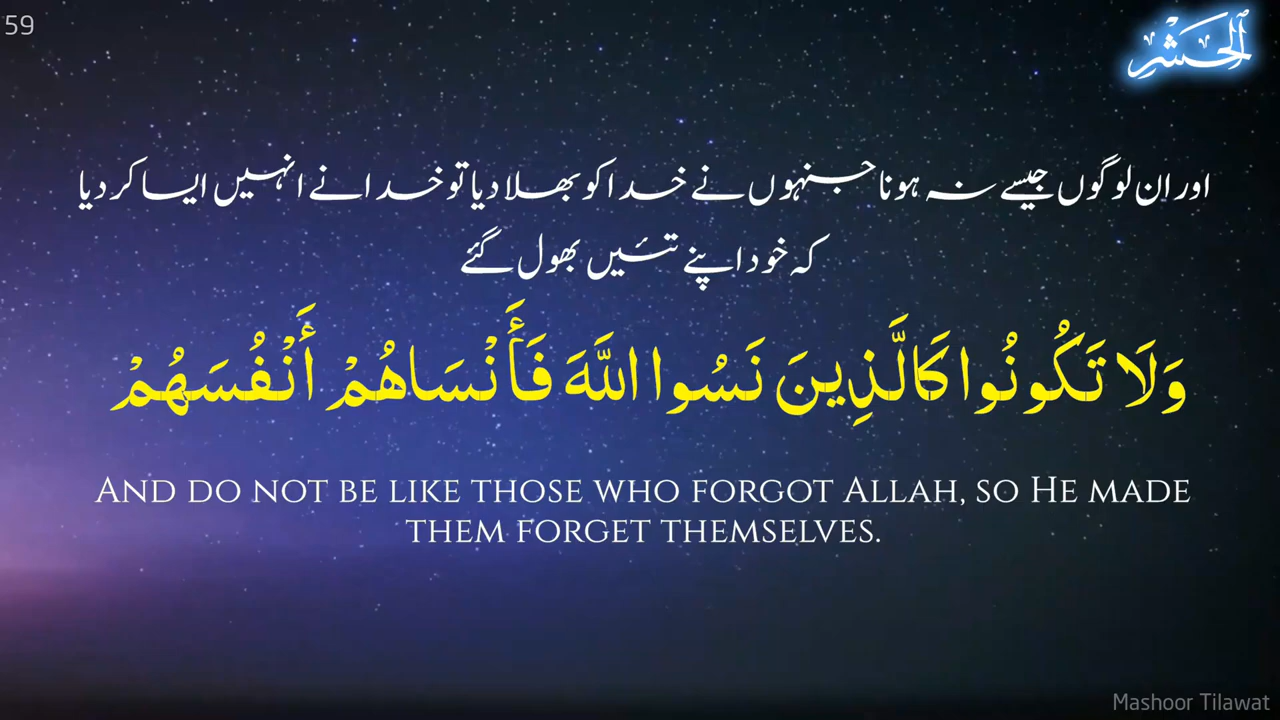 59
ٱلْحَشْر
اور ان لوگوں جیسے نہ ہونا جنہوں نے خدا کو بھلا دیا تو خدا نے انہیں ایسا کر دیا
کہ خود اپنے تئیں بھول گئے
وَلَا تَكُونُوا كَالَّذِينَ نَسُوا اللَّهَ فَأَنْسَاهُمْ أَنْفُسَهُمْ
And do not be like those who forgot Allah, so He made
them forget themselves.
Mashoor Tilawat